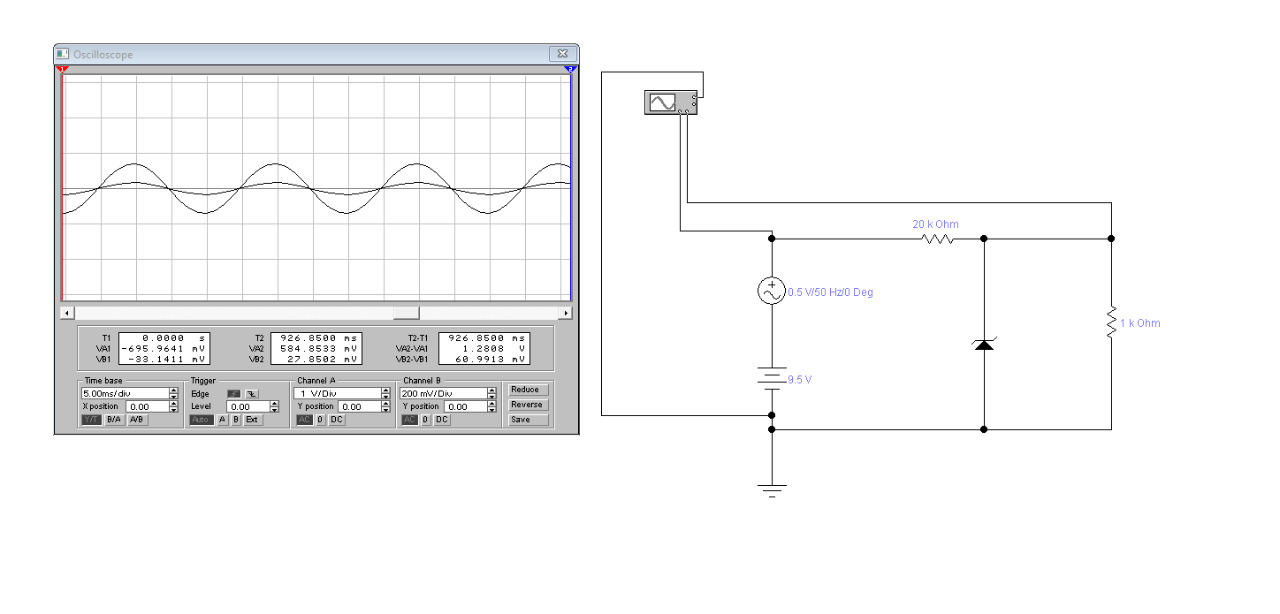 Oscilloscope
1 2
T1 0.0000 s
VA1 -695.9641 mV
VB1 -33.1411 mV
T2 926.8500 ms
VA2 584.8533 mV
VB2 27.8502 mV
T2-T1 926.8500 ms
VA2-VA1 1.2808 V
VB2-VB1 60.9913 mV
Time base
5.00ms/div
X position 0.00
Y/T B/A A/B
Trigger
Edge
Level 0.00
Auto A B Ext
Channel A
1 V/Div
Y position 0.00
AC 0 DC
Channel B
200 mV/Div
Y position 0.00
AC 0 DC
Reduce
Reverse
Save
20 k Ohm
0.5 V/50 Hz/0 Deg
1 k Ohm
9.5 V